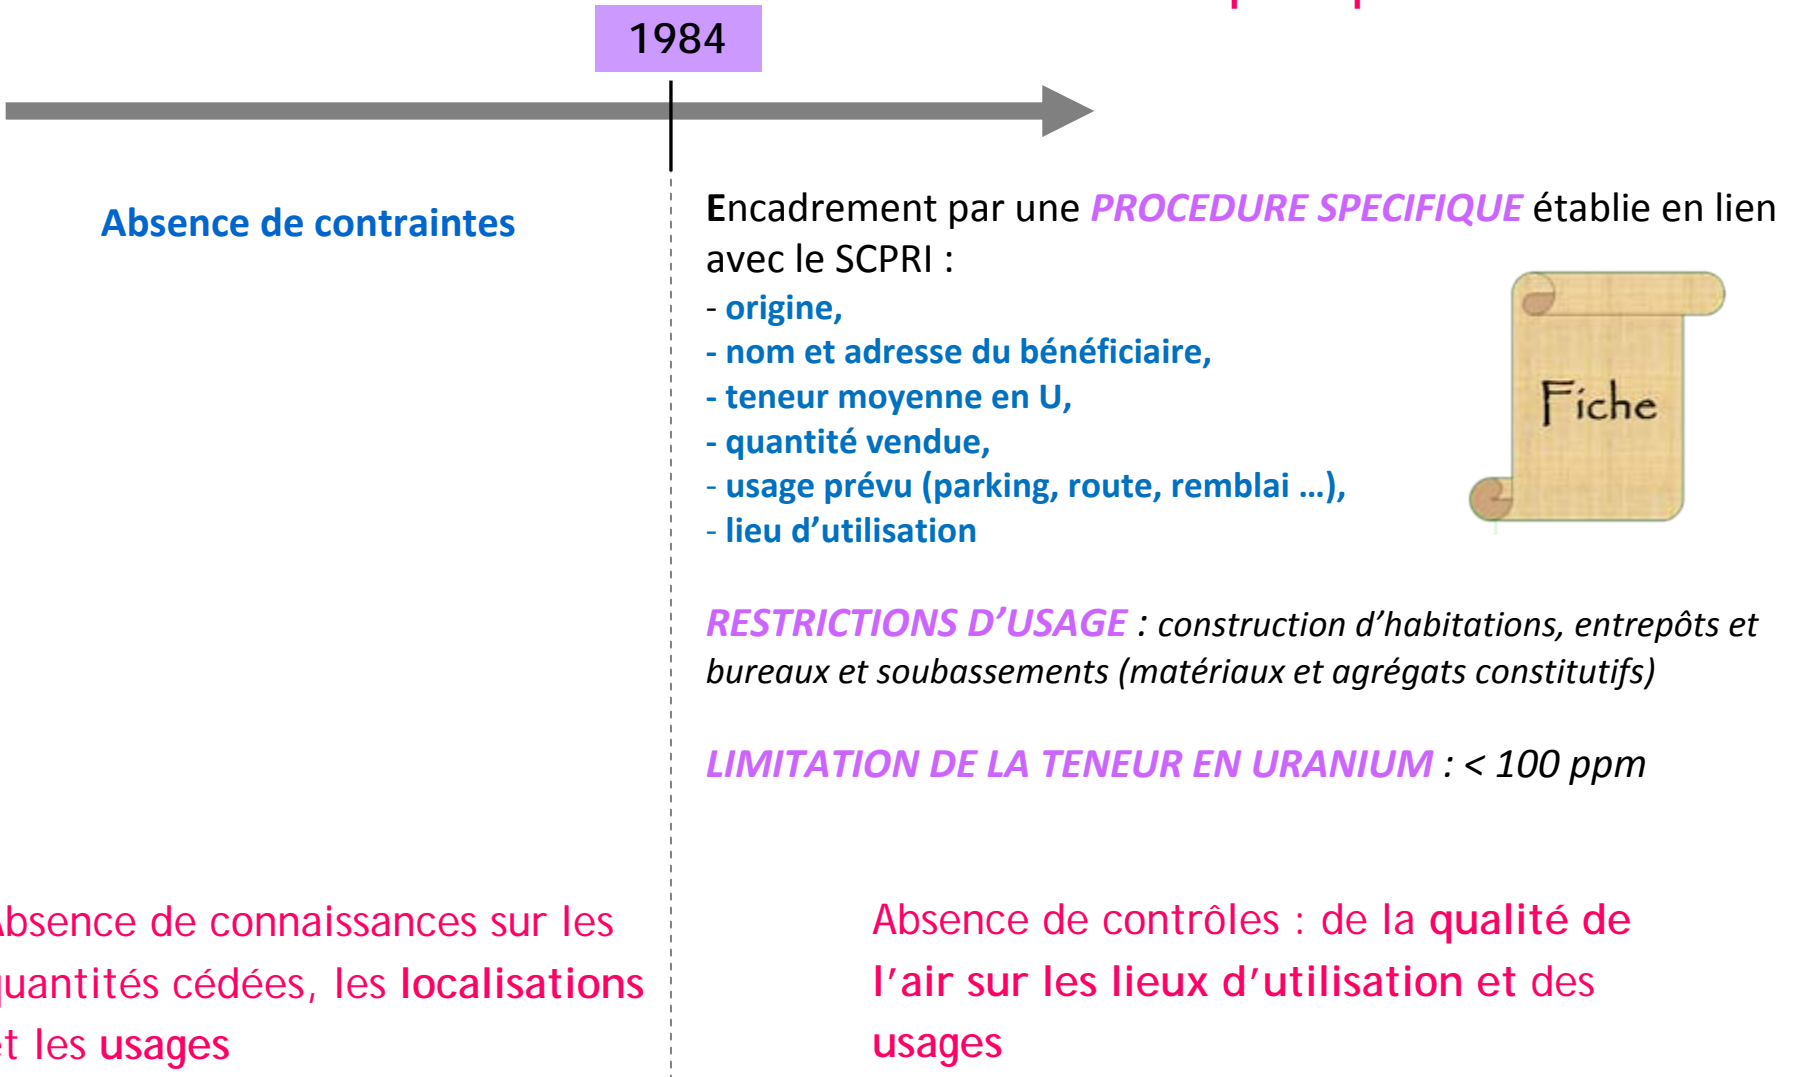 1984
Absence de contraintes
Encadrement par une PROCEDURE SPECIFIQUE établie en lien
avec le SCPRI :
- origine,
- nom et adresse du bénéficiaire,
- teneur moyenne en U,
- quantité vendue,
- usage prévu (parking, route, remblai …),
- lieu d’utilisation
Fiche
RESTRICTIONS D’USAGE : construction d’habitations, entrepôts et
bureaux et soubassements (matériaux et agrégats constitutifs)
LIMITATION DE LA TENEUR EN URANIUM : < 100 ppm
Absence de connaissances sur les
quantités cédées, les localisations
et les usages
Absence de contrôles : de la qualité de
l’air sur les lieux d’utilisation et des
usages